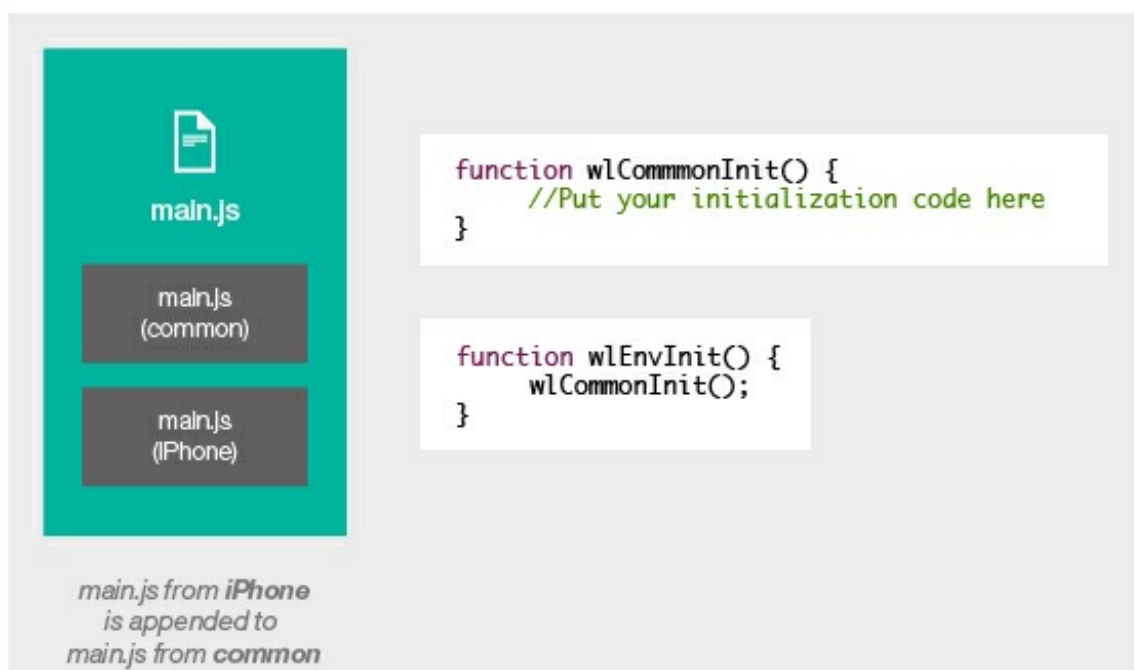 main.js
main.js
(common)
main.js
(iPhone)
main.js from iPhone
is appended to
main.js from common
function wlCommmonInit() {
//Put your initialization code here
}
function wlEnvInit() {
wlCommonInit();
}